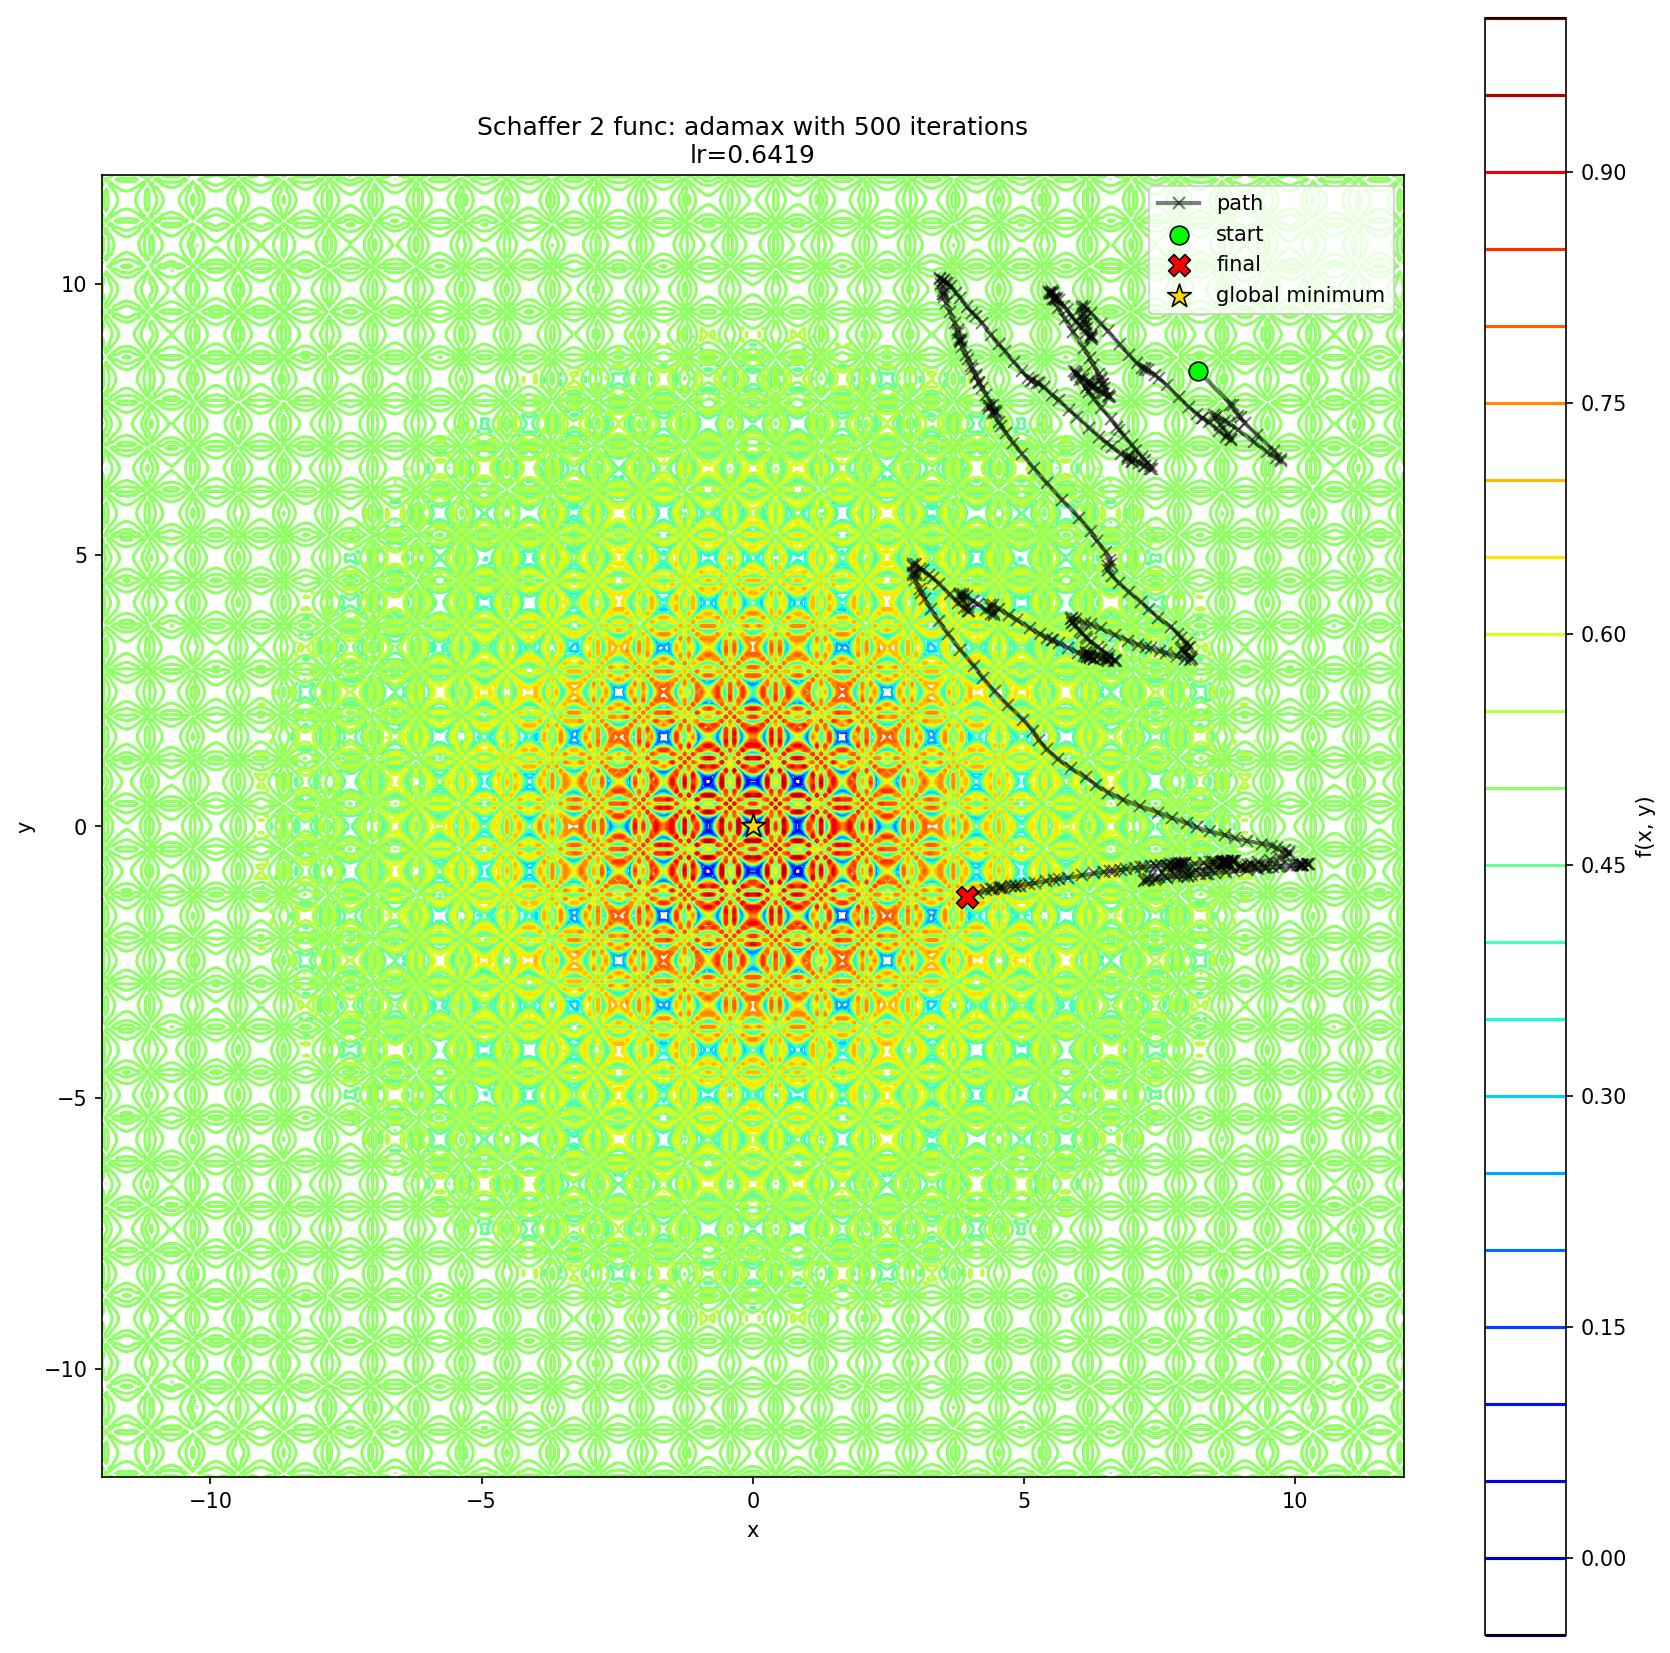 Schaffer 2 func: adamax with 500 iterations
lr=0.6419
path
start
final
global minimum
10
5
0
−5
−10
y
−10
−5
0
5
10
x
0.90
0.75
0.60
0.45
0.30
0.15
0.00
f(x, y)